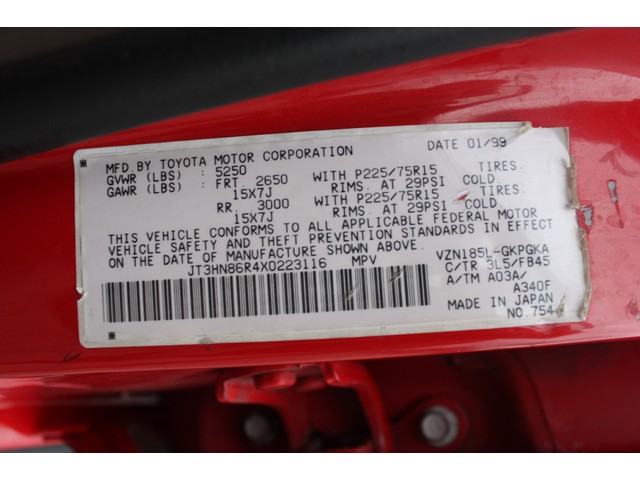 MFD.BY TOYOTA MOTOR CORPORATION DATE 01/99
GVWR (LBS) : 5250
GAWR (LBS) : FRT 2650 WITH P225/75R15 TIRES.
15X7J RIMS. AT 29PSI COLD.
RR. 3000 WITH P225/75R15 TIRES.
15X7J RIMS. AT 29PSI COLD.
THIS VEHICLE CONFORMS TO ALL APPLICABLE FEDERAL MOTOR
VEHICLE SAFETY AND THEFT PREVENTION STANDARDS IN EFFECT
ON THE DATE OF MANUFACTURE SHOWN ABOVE.
JT3HN86R4X0223116 MPV VZN185L-GKPGKA
C/TR 3L5/FB45
A/TM A03A/
A340F
MADE IN JAPAN
NO.754